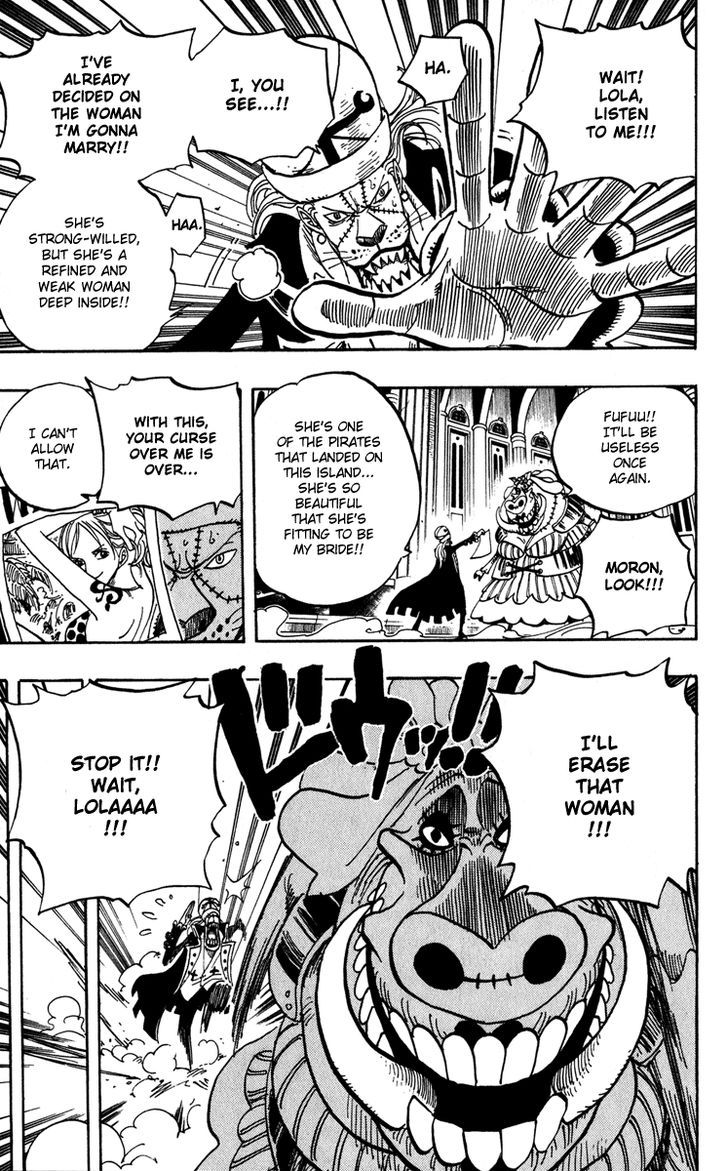 WAIT!
LOLA,
LISTEN
TO ME!!!
HA.
I, YOU
SEE...!!
I'VE
ALREADY
DECIDED ON
THE WOMAN
I'M GONNA
MARRY!!
HAA.
SHE'S
STRONG-WILLED,
BUT SHE'S A
REFINED AND
WEAK WOMAN
DEEP INSIDE!!
FUFUU!!
IT'LL BE
USELESS
ONCE
AGAIN.
MORON,
LOOK!!!
SHE'S ONE
OF THE PIRATES
THAT LANDED ON
THIS ISLAND...
SHE'S SO
BEAUTIFUL
THAT SHE'S
FITTING TO BE
MY BRIDE!!
WITH THIS,
YOUR CURSE
OVER ME IS
OVER...
I CAN'T
ALLOW
THAT.
I'LL
ERASE
THAT
WOMAN
!!!
ドドウッ!!
STOP IT!!
WAIT,
LOLAAAA
!!!